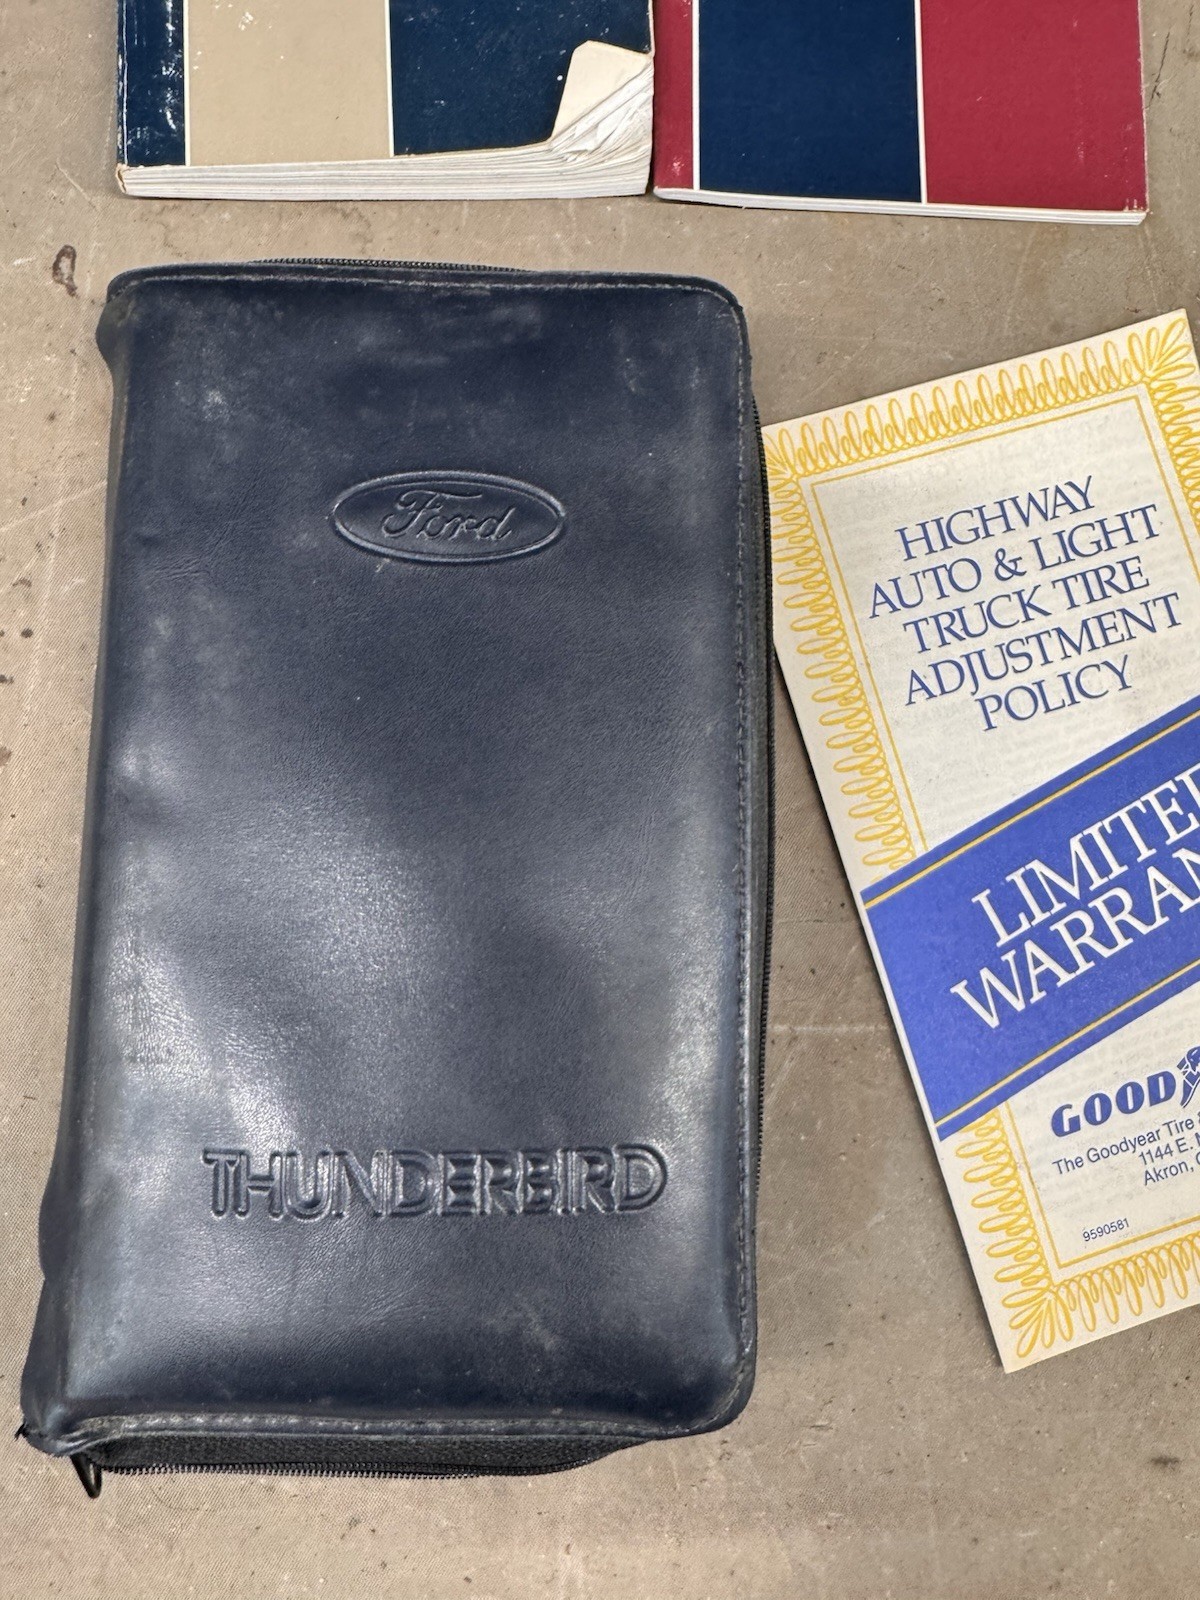 Ford
THUNDERBIRD
HIGHWAY
AUTO & LIGHT
TRUCK TIRE
ADJUSTMENT
POLICY
LIMITE
WARRAN
GOOD
The Goodyear Tire
1144 E.
Akron,
9590581